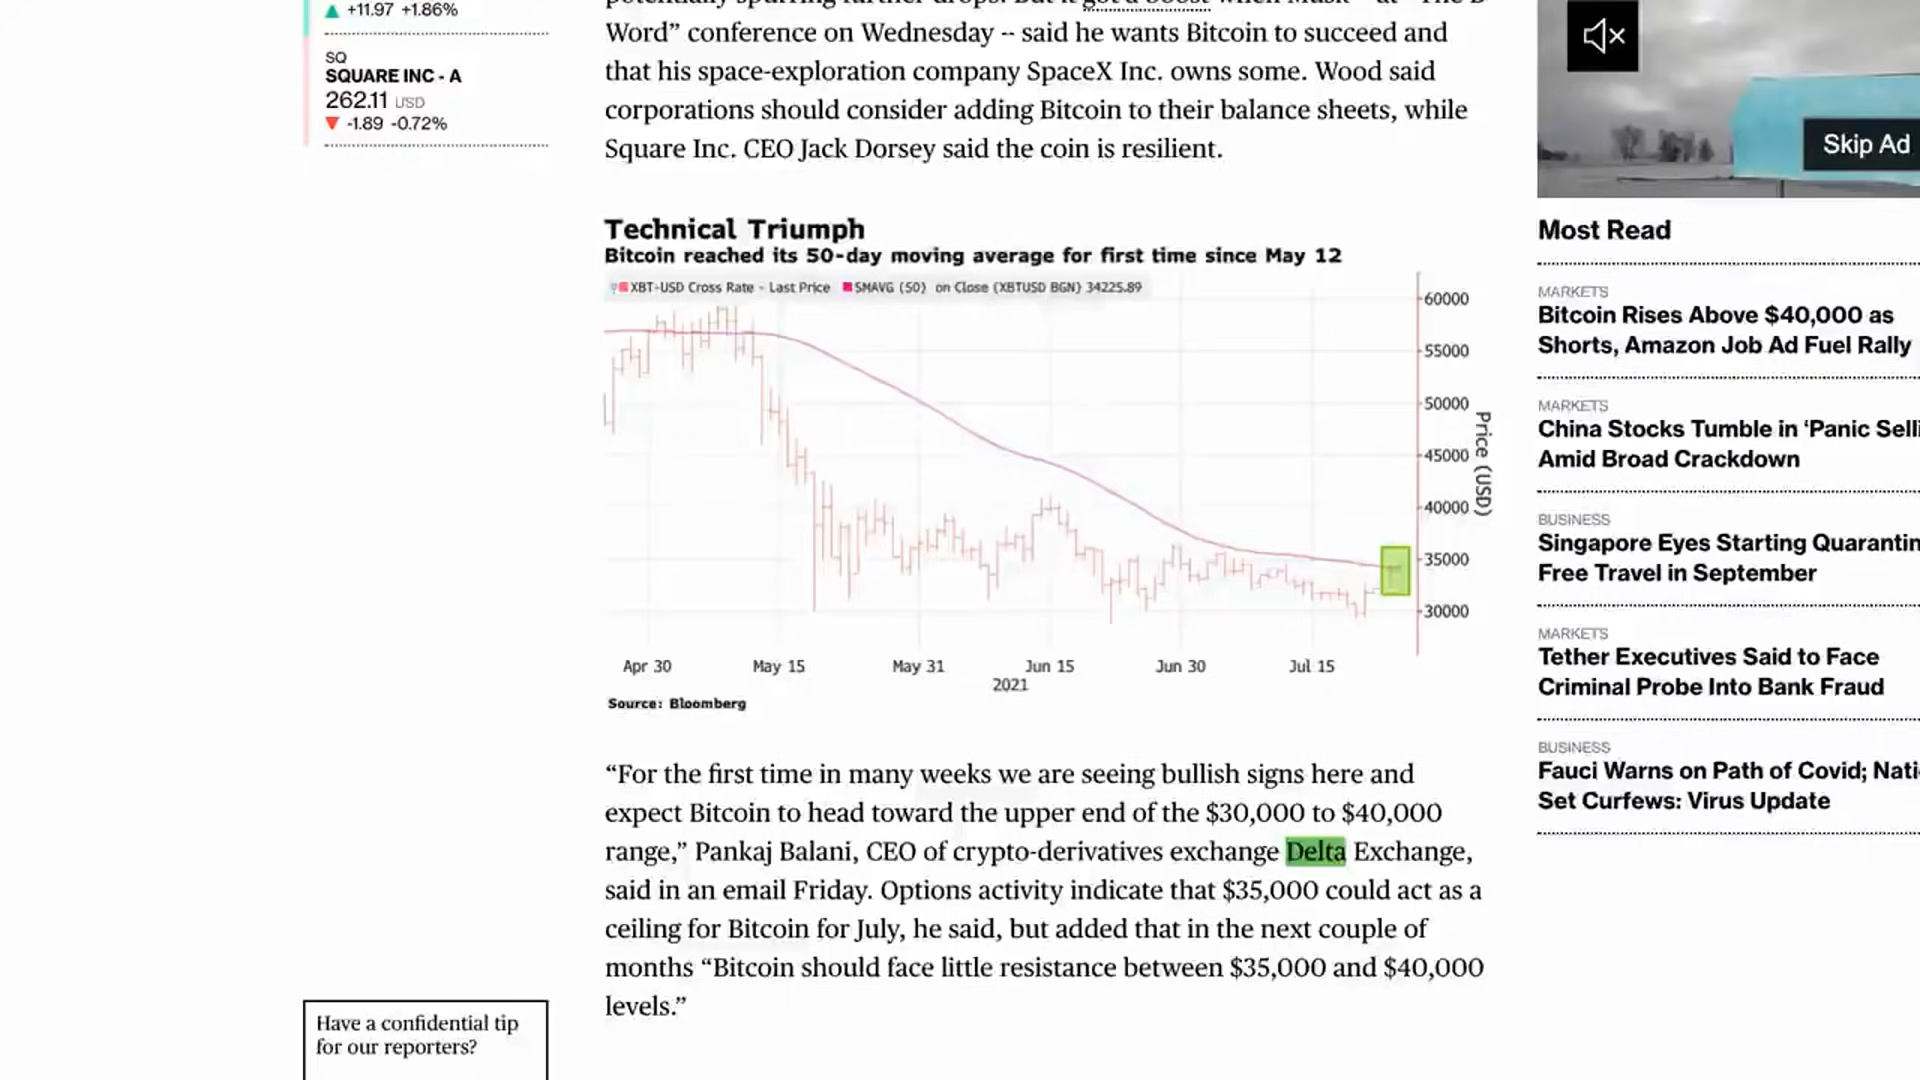 +11.97 +1.86%
SQ
SQUARE INC - A
262.11 USD
-1.89 -0.72%
Word” conference on Wednesday -- said he wants Bitcoin to succeed and
that his space-exploration company SpaceX Inc. owns some. Wood said
corporations should consider adding Bitcoin to their balance sheets, while
Square Inc. CEO Jack Dorsey said the coin is resilient.
Technical Triumph
Bitcoin reached its 50-day moving average for first time since May 12
XBT-USD Cross Rate - Last Price SMAVG (50) on Close (XBTUSD BGN) 34225.89
60000
55000
50000
45000
40000
35000
30000
Price (USD)
Apr 30 May 15 May 31 Jun 15 Jun 30 Jul 15
2021
Source: Bloomberg
“For the first time in many weeks we are seeing bullish signs here and
expect Bitcoin to head toward the upper end of the $30,000 to $40,000
range,” Pankaj Balani, CEO of crypto-derivatives exchange Delta Exchange,
said in an email Friday. Options activity indicate that $35,000 could act as a
ceiling for Bitcoin for July, he said, but added that in the next couple of
months “Bitcoin should face little resistance between $35,000 and $40,000
levels.”
Have a confidential tip
for our reporters?
Skip Ad
Most Read
MARKETS
Bitcoin Rises Above $40,000 as
Shorts, Amazon Job Ad Fuel Rally
MARKETS
China Stocks Tumble in ‘Panic Selli
Amid Broad Crackdown
BUSINESS
Singapore Eyes Starting Quarantin
Free Travel in September
MARKETS
Tether Executives Said to Face
Criminal Probe Into Bank Fraud
BUSINESS
Fauci Warns on Path of Covid; Nati
Set Curfews: Virus Update